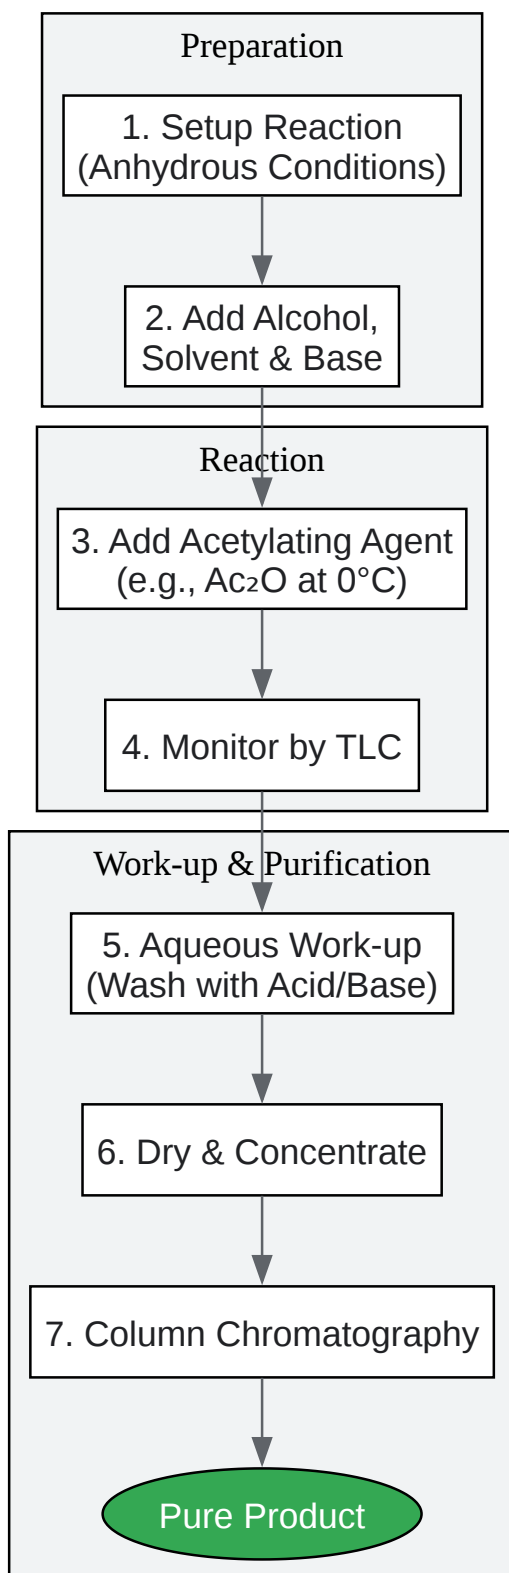 Preparation
1. Setup Reaction
(Anhydrous Conditions)
2. Add Alcohol,
Solvent & Base
Reaction
3. Add Acetylating Agent
(e.g., Ac₂O at 0°C)
4. Monitor by TLC
Work-up & Purification
5. Aqueous Work-up
(Wash with Acid/Base)
6. Dry & Concentrate
7. Column Chromatography
Pure Product